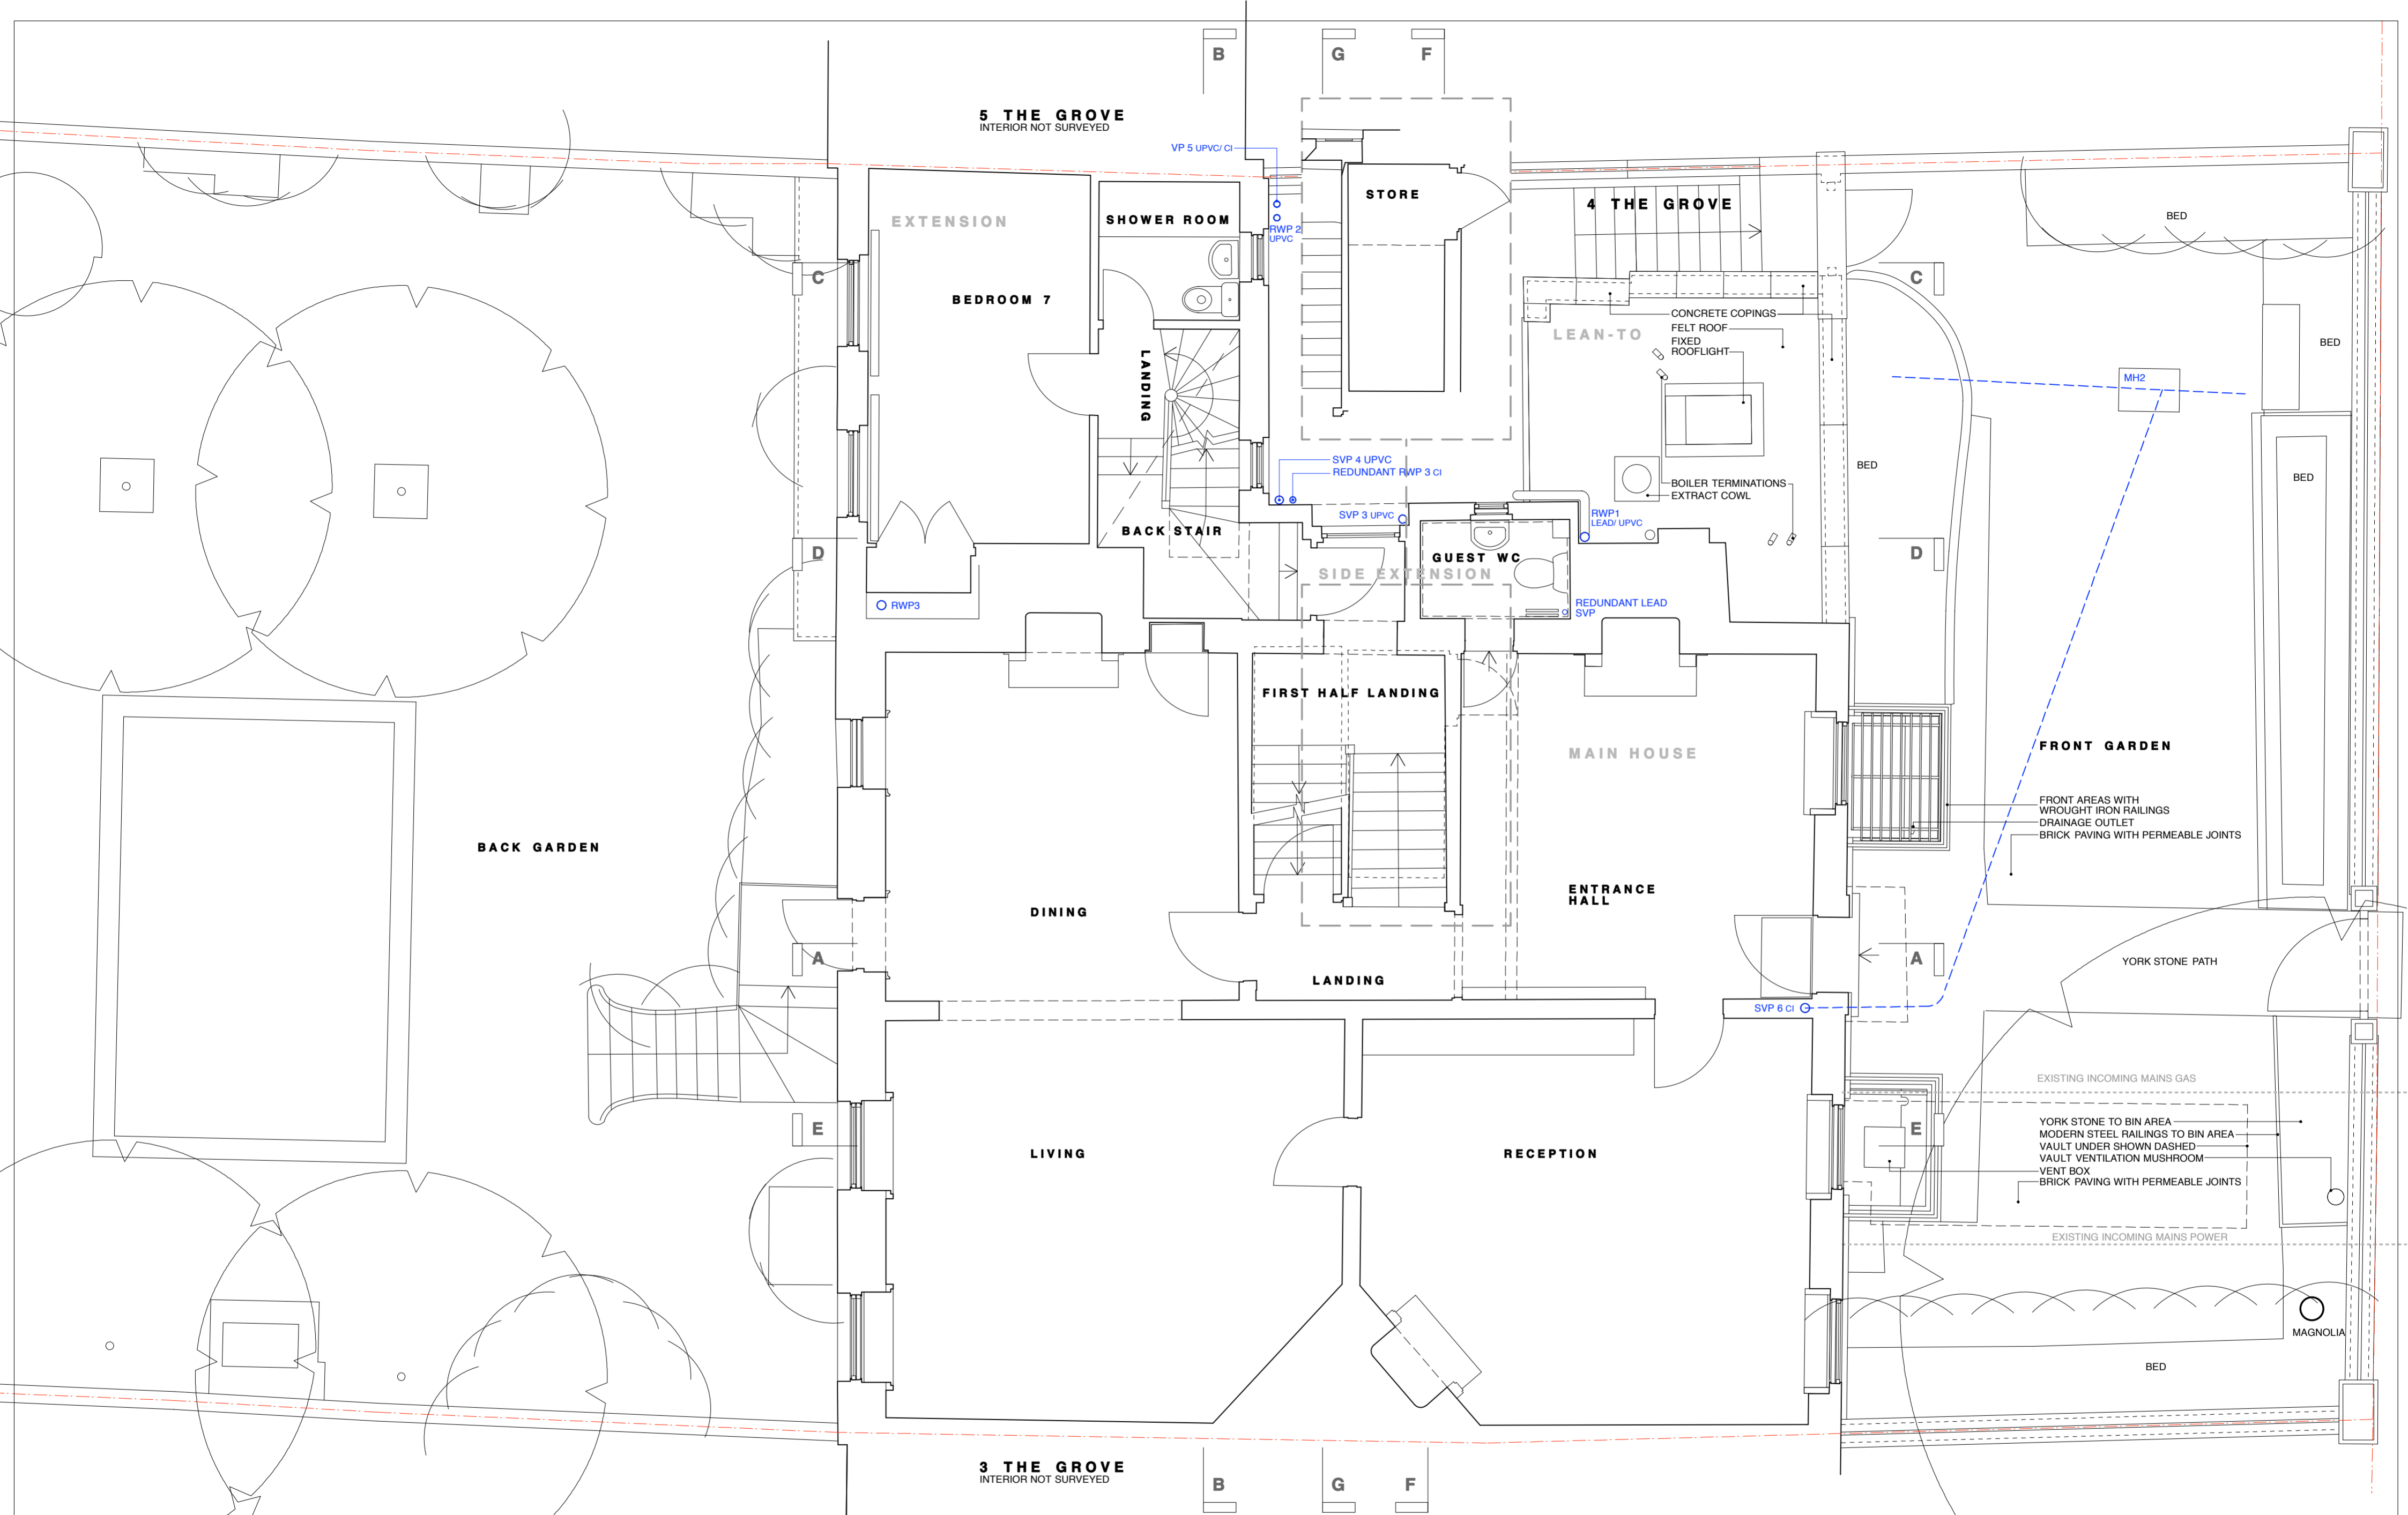 B
G
F
5 THE GROVE
INTERIOR NOT SURVEYED
VP 5 UPVC/ CI
STORE
4 THE GROVE
BED
EXTENSION
SHOWER ROOM
RWP 2
UPVC
C
C
BEDROOM 7
CONCRETE COPINGS
LEAN-TO
FELT ROOF
FIXED
ROOFLIGHT
BED
LANDING
MH2
SVP 4 UPVC
REDUNDANT RWP 3 CI
BED
BED
BOILER TERMINATIONS
EXTRACT COWL
SVP 3 UPVC
RWP1
LEAD/ UPVC
BACK STAIR
D
GUEST WC
D
SIDE EXTENSION
RWP3
REDUNDANT LEAD
SVP
FIRST HALF LANDING
MAIN HOUSE
FRONT GARDEN
FRONT AREAS WITH
WROUGHT IRON RAILINGS
DRAINAGE OUTLET
BRICK PAVING WITH PERMEABLE JOINTS
BACK GARDEN
ENTRANCE
HALL
DINING
A
A
YORK STONE PATH
LANDING
SVP 6 CI
EXISTING INCOMING MAINS GAS
YORK STONE TO BIN AREA
E
E
MODERN STEEL RAILINGS TO BIN AREA
VAULT UNDER SHOWN DASHED
LIVING
RECEPTION
VAULT VENTILATION MUSHROOM
VENT BOX
BRICK PAVING WITH PERMEABLE JOINTS
EXISTING INCOMING MAINS POWER
MAGNOLIA
BED
3 THE GROVE
INTERIOR NOT SURVEYED
B
G
F